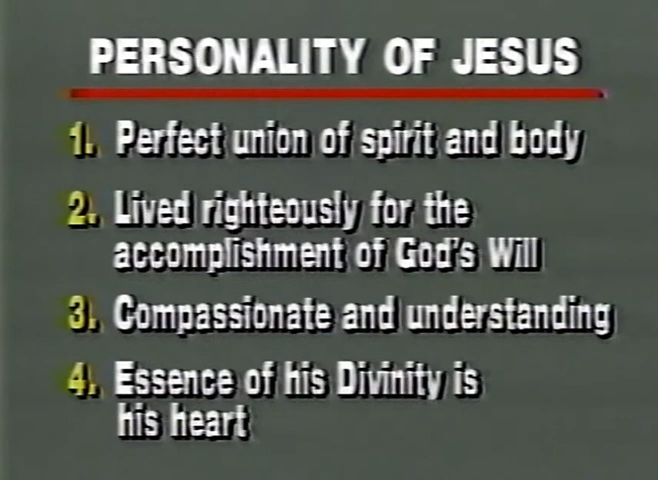 PERSONALITY OF JESUS
1. Perfect union of spirit and body
2. Lived righteously for the
accomplishment of God's Will
3. Compassionate and understanding
4. Essence of his Divinity is
his heart